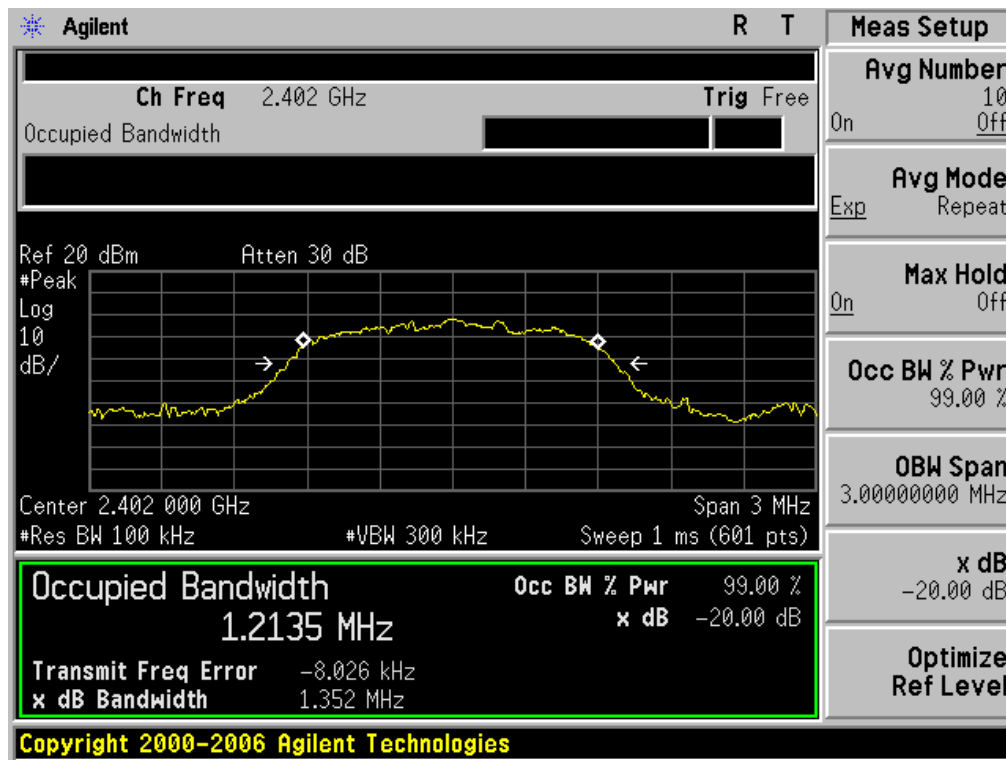 Agilent R T
Ch Freq 2.402 GHz Trig Free
Occupied Bandwidth
Ref 20 dBm Atten 30 dB
#Peak
Log
10
dB/
Center 2.402 000 GHz Span 3 MHz
#Res BW 100 kHz #VBW 300 kHz Sweep 1 ms (601 pts)
Occupied Bandwidth Occ BW % Pwr 99.00 %
1.2135 MHz x dB -20.00 dB
Transmit Freq Error -8.026 kHz
x dB Bandwidth 1.352 MHz
Copyright 2000-2006 Agilent Technologies
Meas Setup
Avg Number
10
On Off
Avg Mode
Exp Repeat
Max Hold
On Off
Occ BW % Pwr
99.00 %
OBW Span
3.00000000 MHz
x dB
-20.00 dB
Optimize
Ref Level